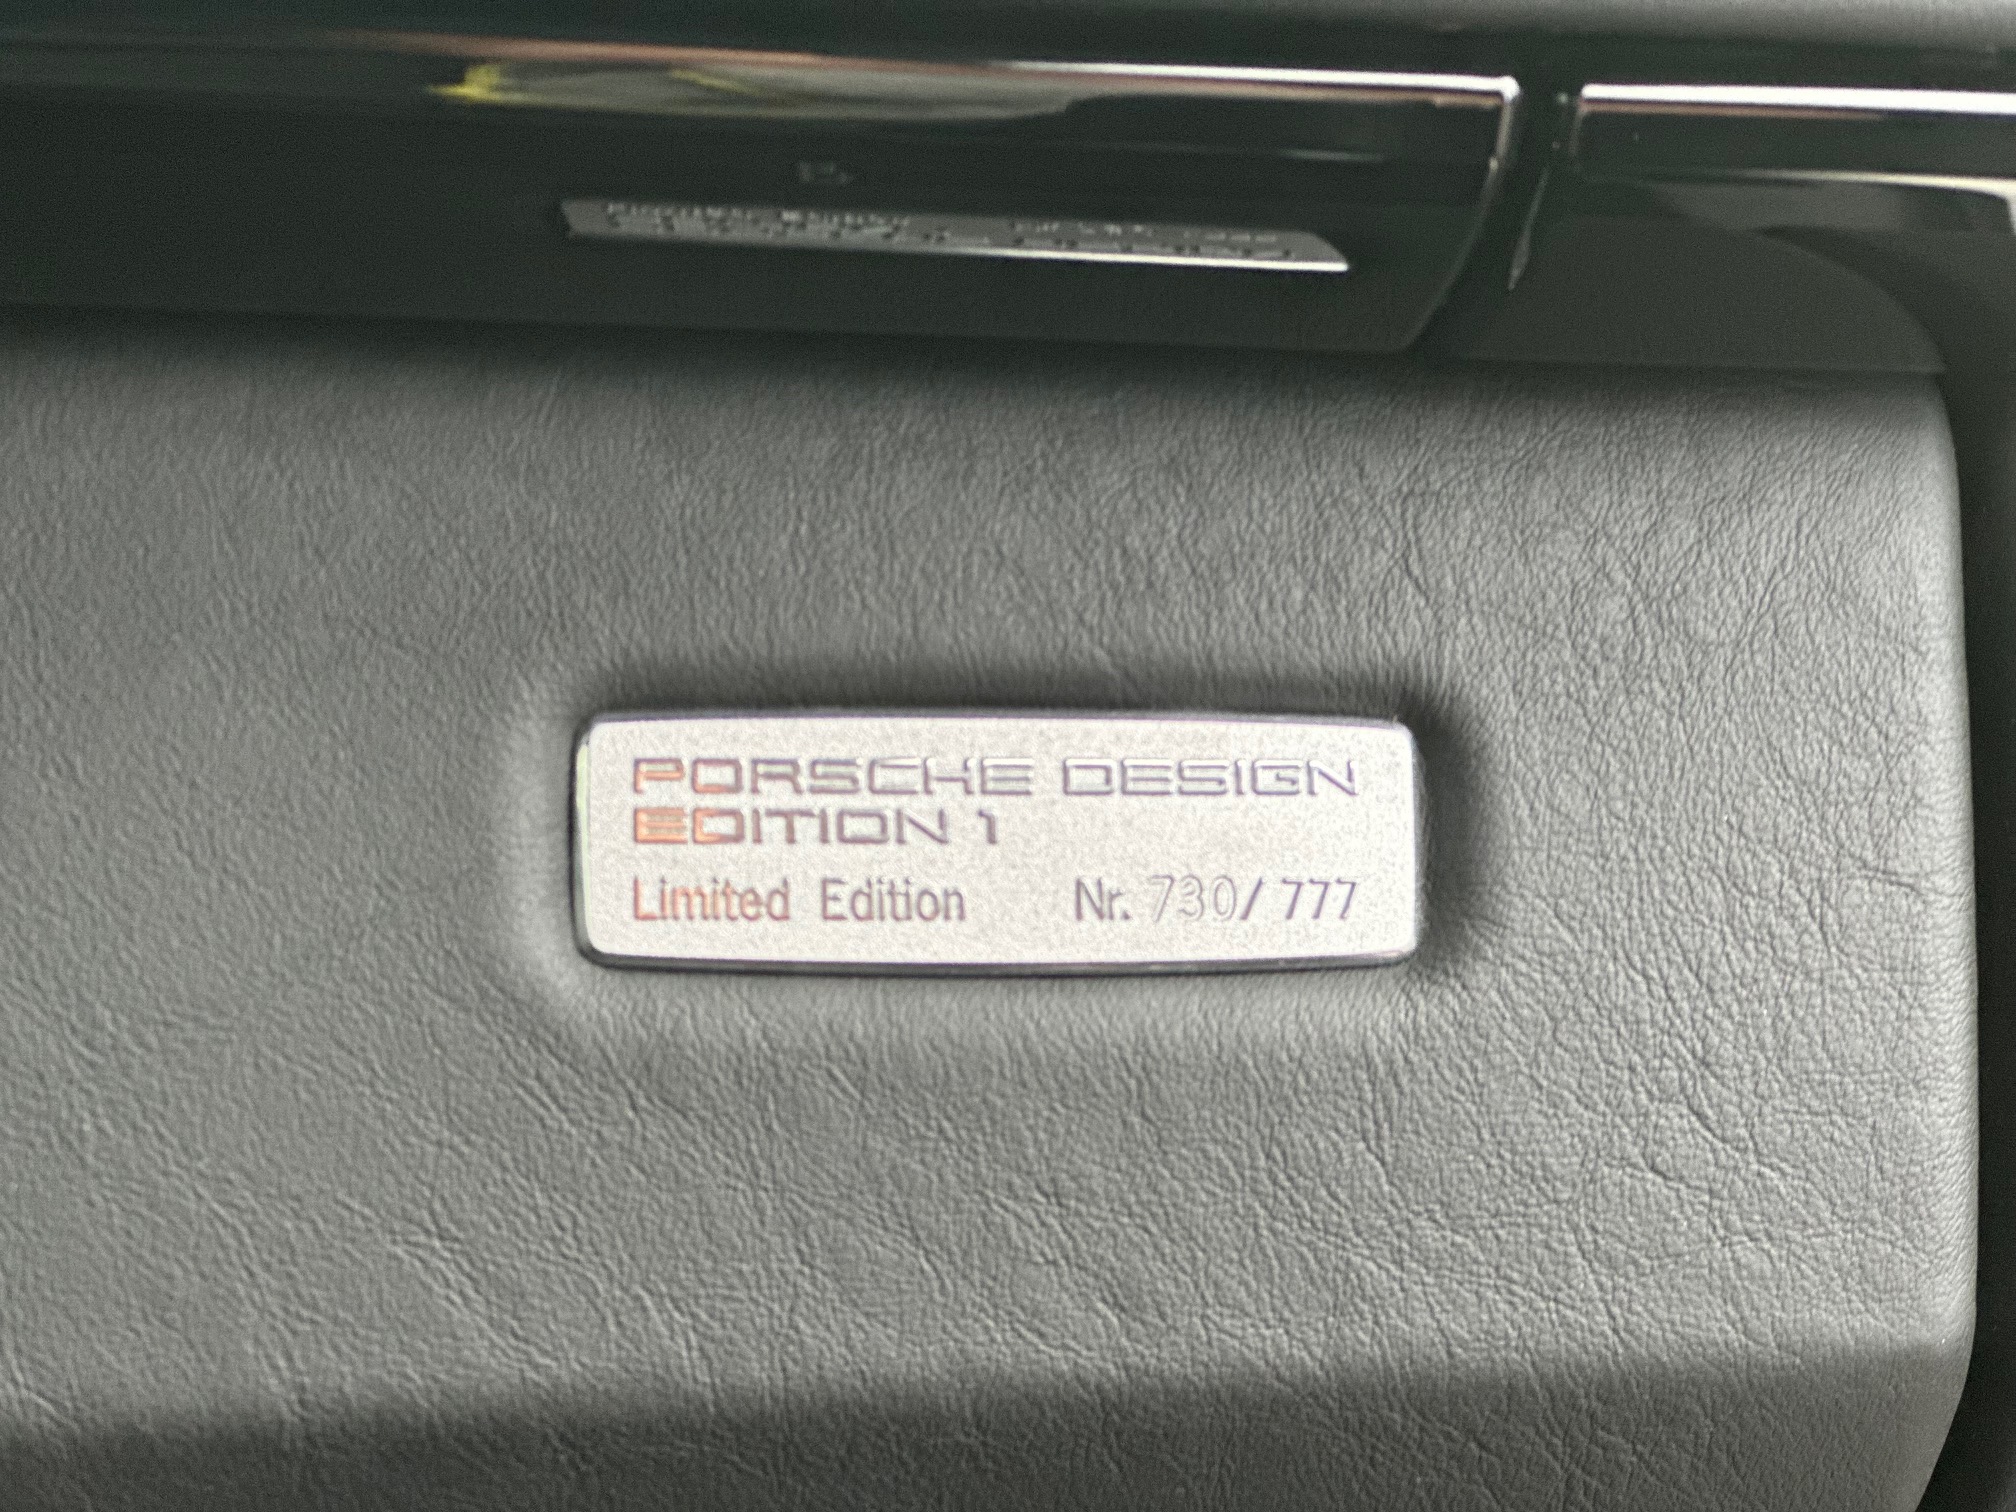 PORSCHE DESIGN
EDITION 1
Limited Edition Nr. 730/777